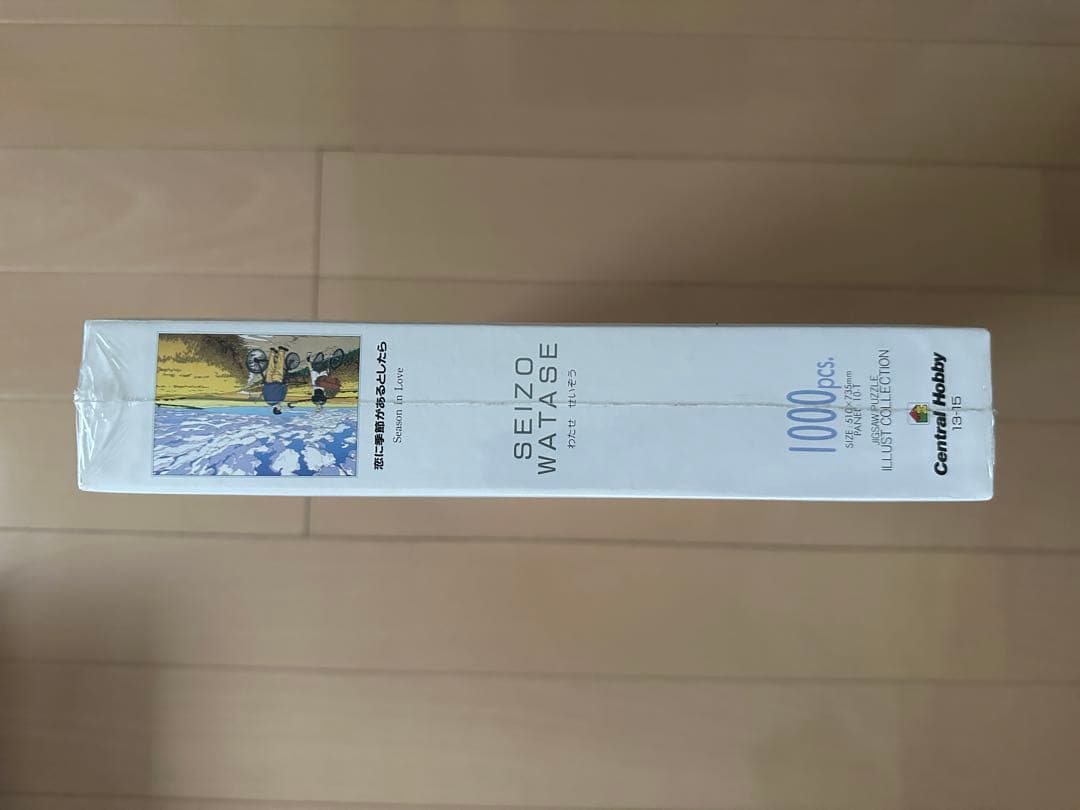 恋に季節があるとしたら
Season in Love
SEIZO
WATASE
わたせ せいぞう
1000pcs.
SIZE : 510×735mm
PANEL : 10-T
JIGSAW PUZZLE
ILLUST COLLECTION
Central Hobby
13-15